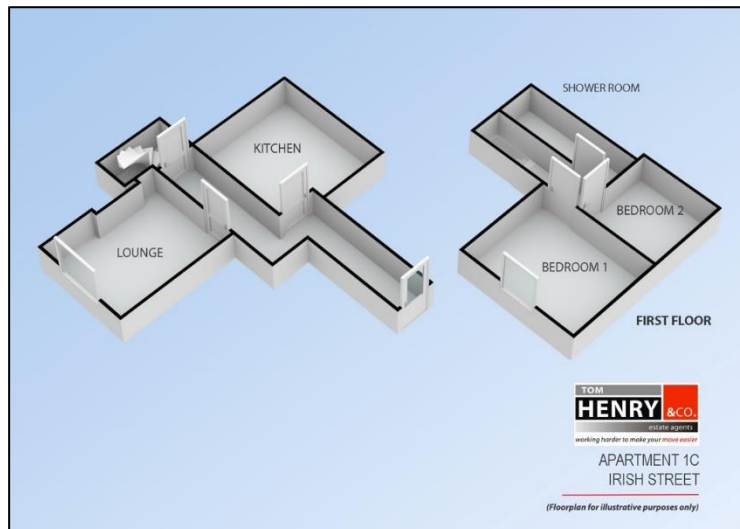 SHOWER ROOM
KITCHEN
LOUNGE
BEDROOM 2
BEDROOM 1
FIRST FLOOR
TOM
HENRY &CO.
estate agents
working harder to make your move easier
APARTMENT 1C
IRISH STREET
(Floorplan for illustrative purposes only)